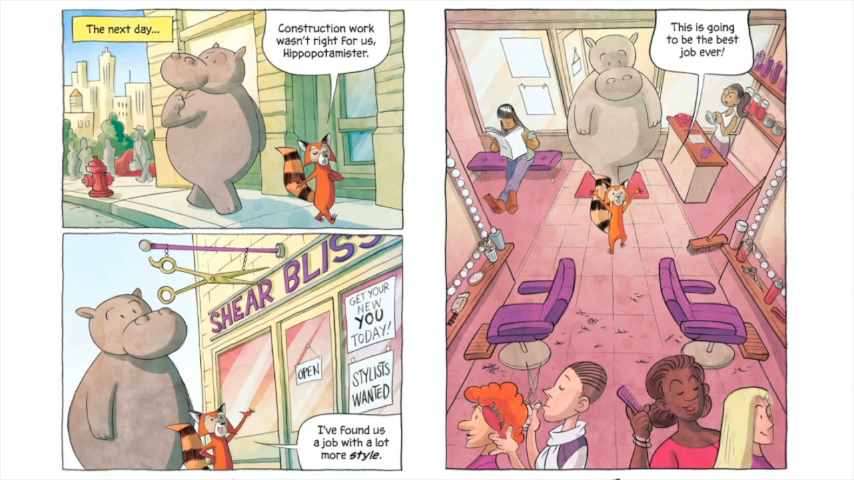 The next day...
Construction work
wasn't right for us,
Hippopotamister.
SHEAR BLISS
GET YOUR
NEW
YOU
TODAY!
OPEN
STYLISTS
WANTED
I've found us
a job with a lot
more style.
This is going
to be the best
job ever!